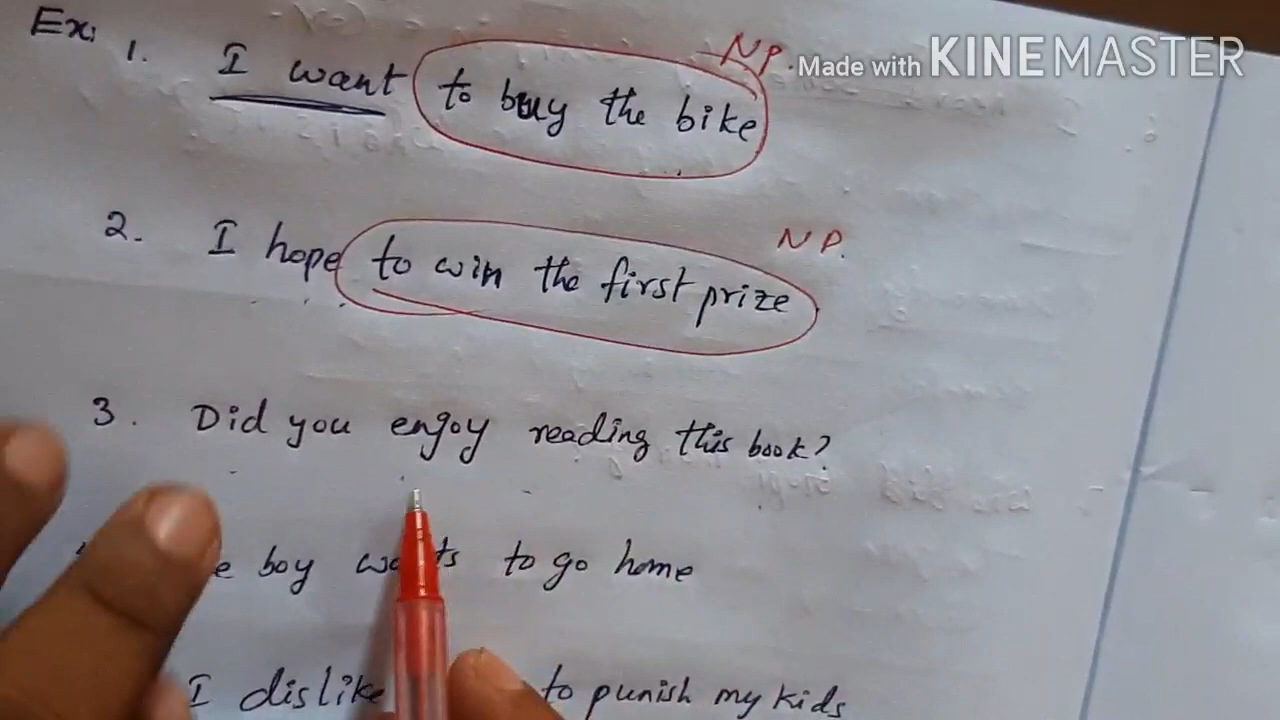 Ex:
1. I want to buy the bike NP.
Made with KINEMASTER
2. I hope to win the first prize NP.
3. Did you enjoy reading this book?
boy to go home
I dislike to punish my kids